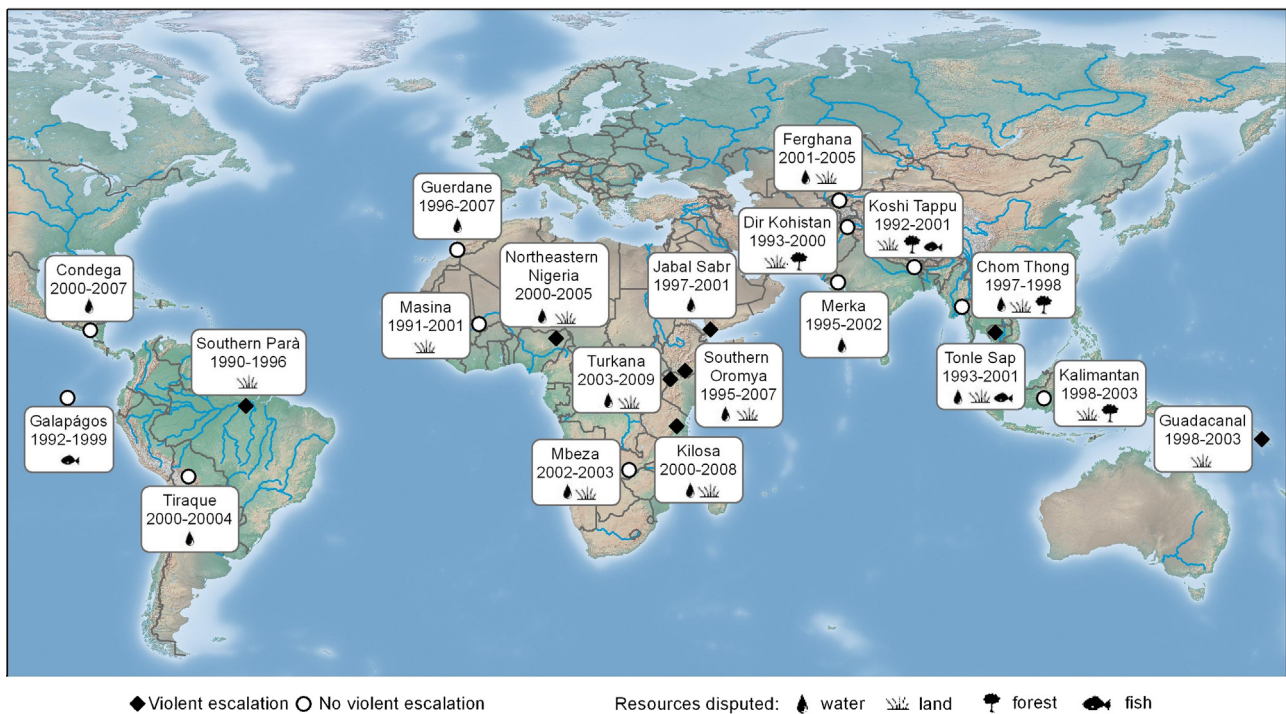 Ferghana
2001-2005
Guerdane
1996-2007
Koshi Tappu
1992-2001
Dir Kohistan
1993-2000
Northeastern
Nigeria
2000-2005
Jabal Sabr
1997-2001
Chom Thong
1997-1998
Condega
2000-2007
Masina
1991-2001
Merka
1995-2002
Southern Parà
1990-1996
Turkana
2003-2009
Southern
Oromya
1995-2007
Tonle Sap
1993-2001
Kalimantan
1998-2003
Galapágos
1992-1999
Guadacanal
1998-2003
Mbeza
2002-2003
Kilosa
2000-2008
Tiraque
2000-20004
Violent escalation No violent escalation Resources disputed: water land forest fish